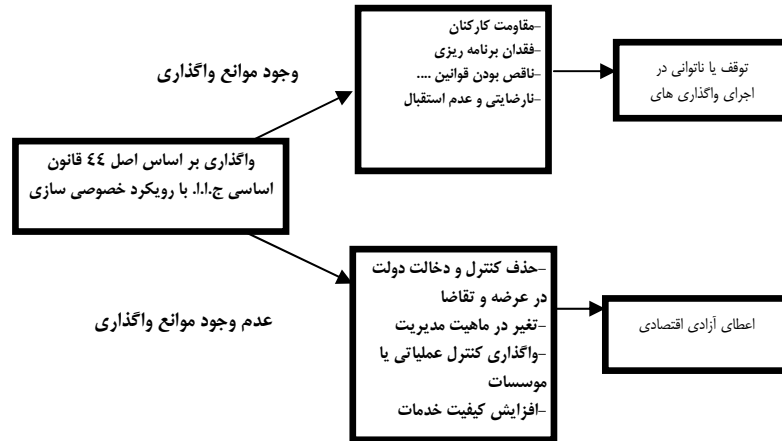 وجود موانع واگذاری
-مقاومت کارکنان
-فقدان برنامه ریزی
-ناقص بودن قوانین ....
-نارضایتی و عدم استقبال
توقف یا ناتوانی در
اجرای واگذاری های
واگذاری بر اساس اصل ٤٤ قانون
اساسی ج.ا.ا. با رویکرد خصوصی سازی
عدم وجود موانع واگذاری
-حذف کنترل و دخالت دولت
در عرضه و تقاضا
-تغیر در ماهیت مدیریت
-واگذاری کنترل عملیاتی یا
موسسات
-افزایش کیفیت خدمات
اعطای آزادی اقتصادی